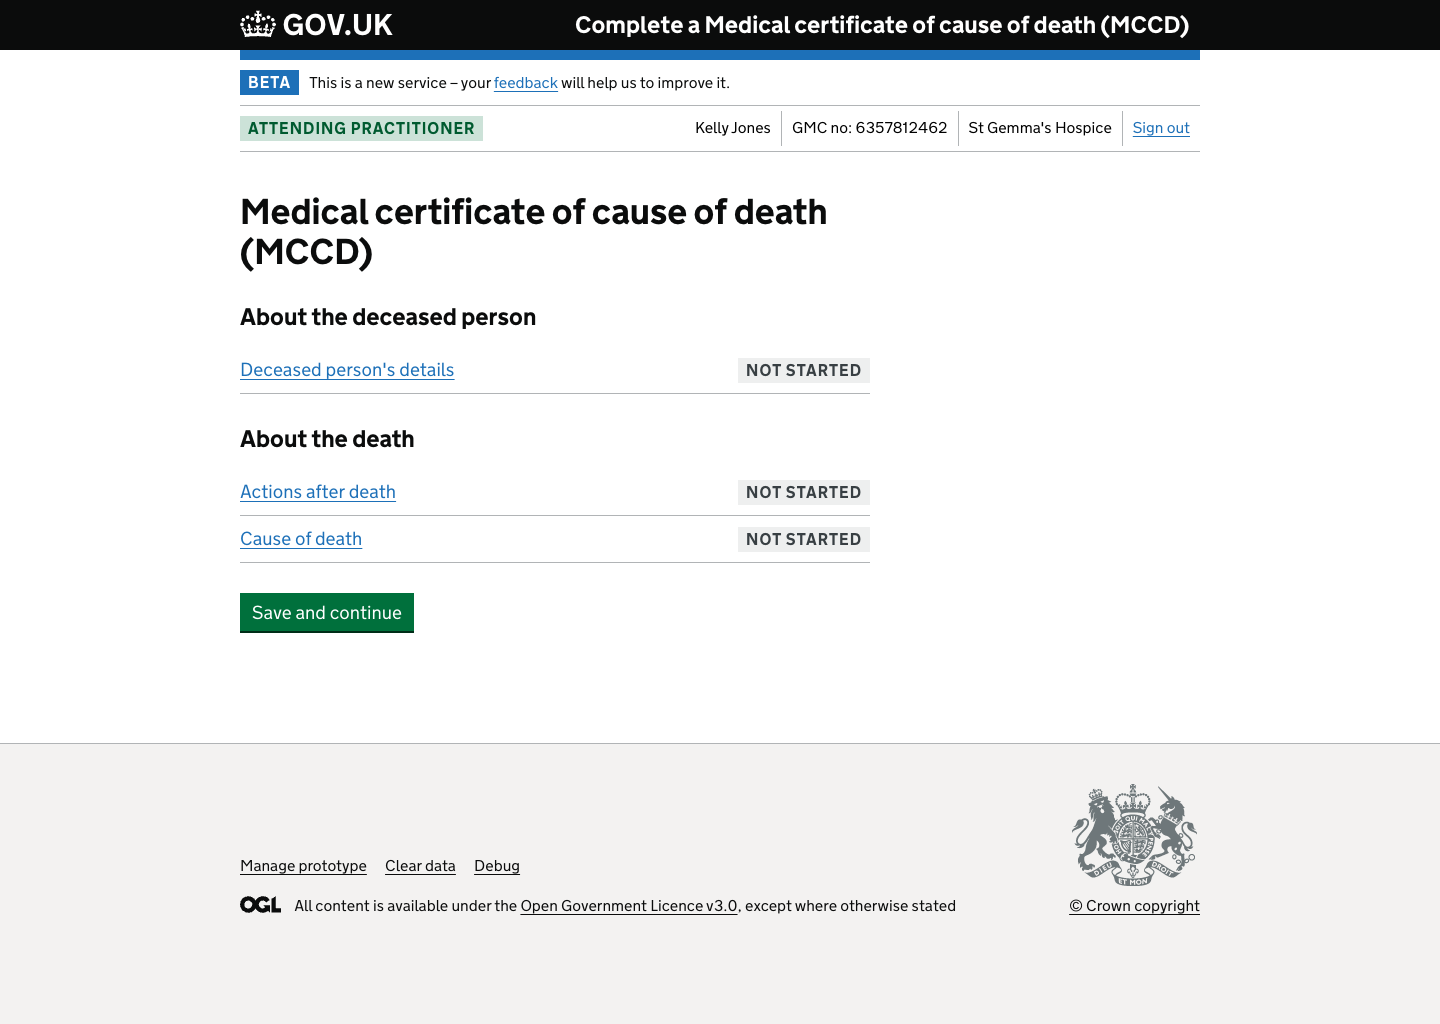 GOV.UK
Complete a Medical certificate of cause of death (MCCD)
BETA This is a new service – your feedback will help us to improve it.
ATTENDING PRACTITIONER
Kelly Jones GMC no: 6357812462 St Gemma's Hospice Sign out
Medical certificate of cause of death
(MCCD)
About the deceased person
Deceased person's details NOT STARTED
About the death
Actions after death NOT STARTED
Cause of death NOT STARTED
Save and continue
Manage prototype Clear data Debug
OGL All content is available under the Open Government Licence v3.0, except where otherwise stated
DIEU ET MON DROIT
© Crown copyright